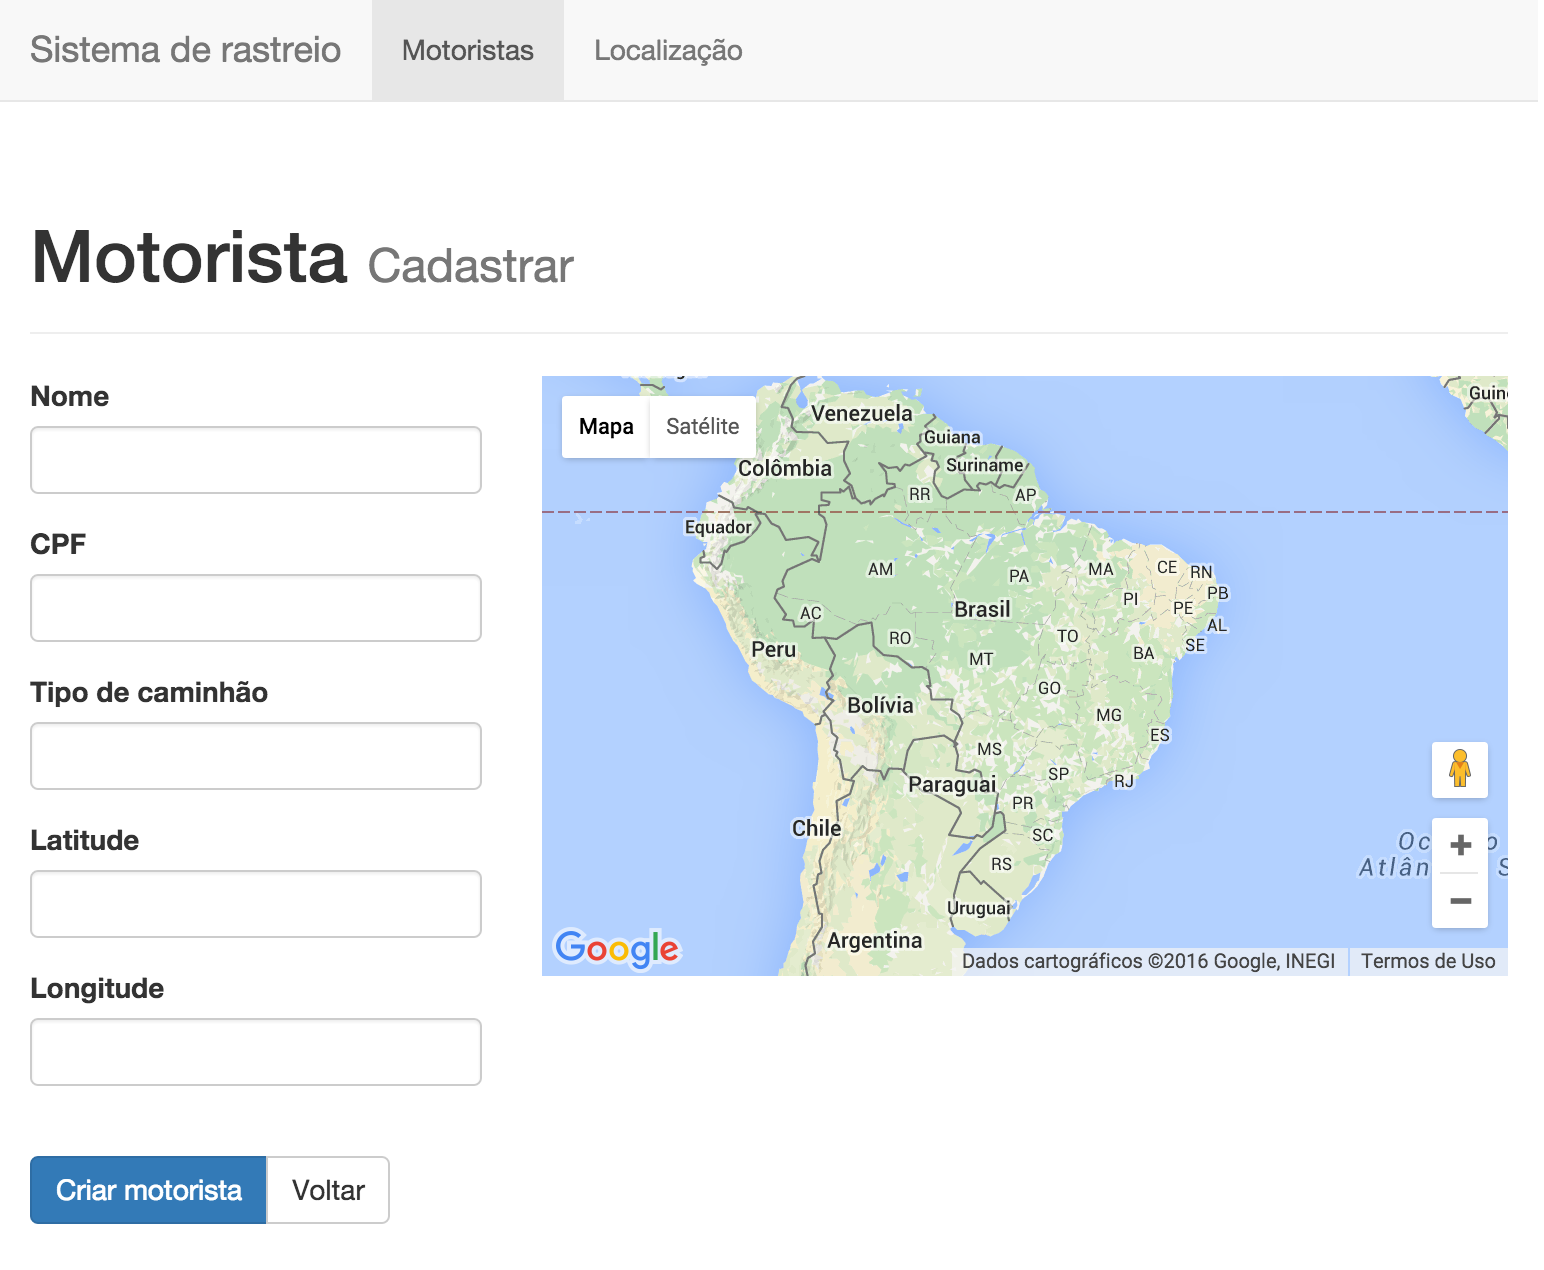 Sistema de rastreio
Motoristas
Localização
Motorista Cadastrar
Nome
CPF
Tipo de caminhão
Latitude
Longitude
Criar motorista
Voltar
Mapa
Satélite
Venezuela
Guiana
Suriname
Colômbia
RR
AP
Equador
AM
PA
MA
CE
RN
PB
PI
PE
AL
SE
AC
Brasil
RO
TO
BA
Peru
MT
GO
Bolívia
MG
ES
MS
SP
RJ
Paraguai
PR
Chile
SC
RS
Uruguai
Argentina
Google
Dados cartográficos ©2016 Google, INEGI
Termos de Uso